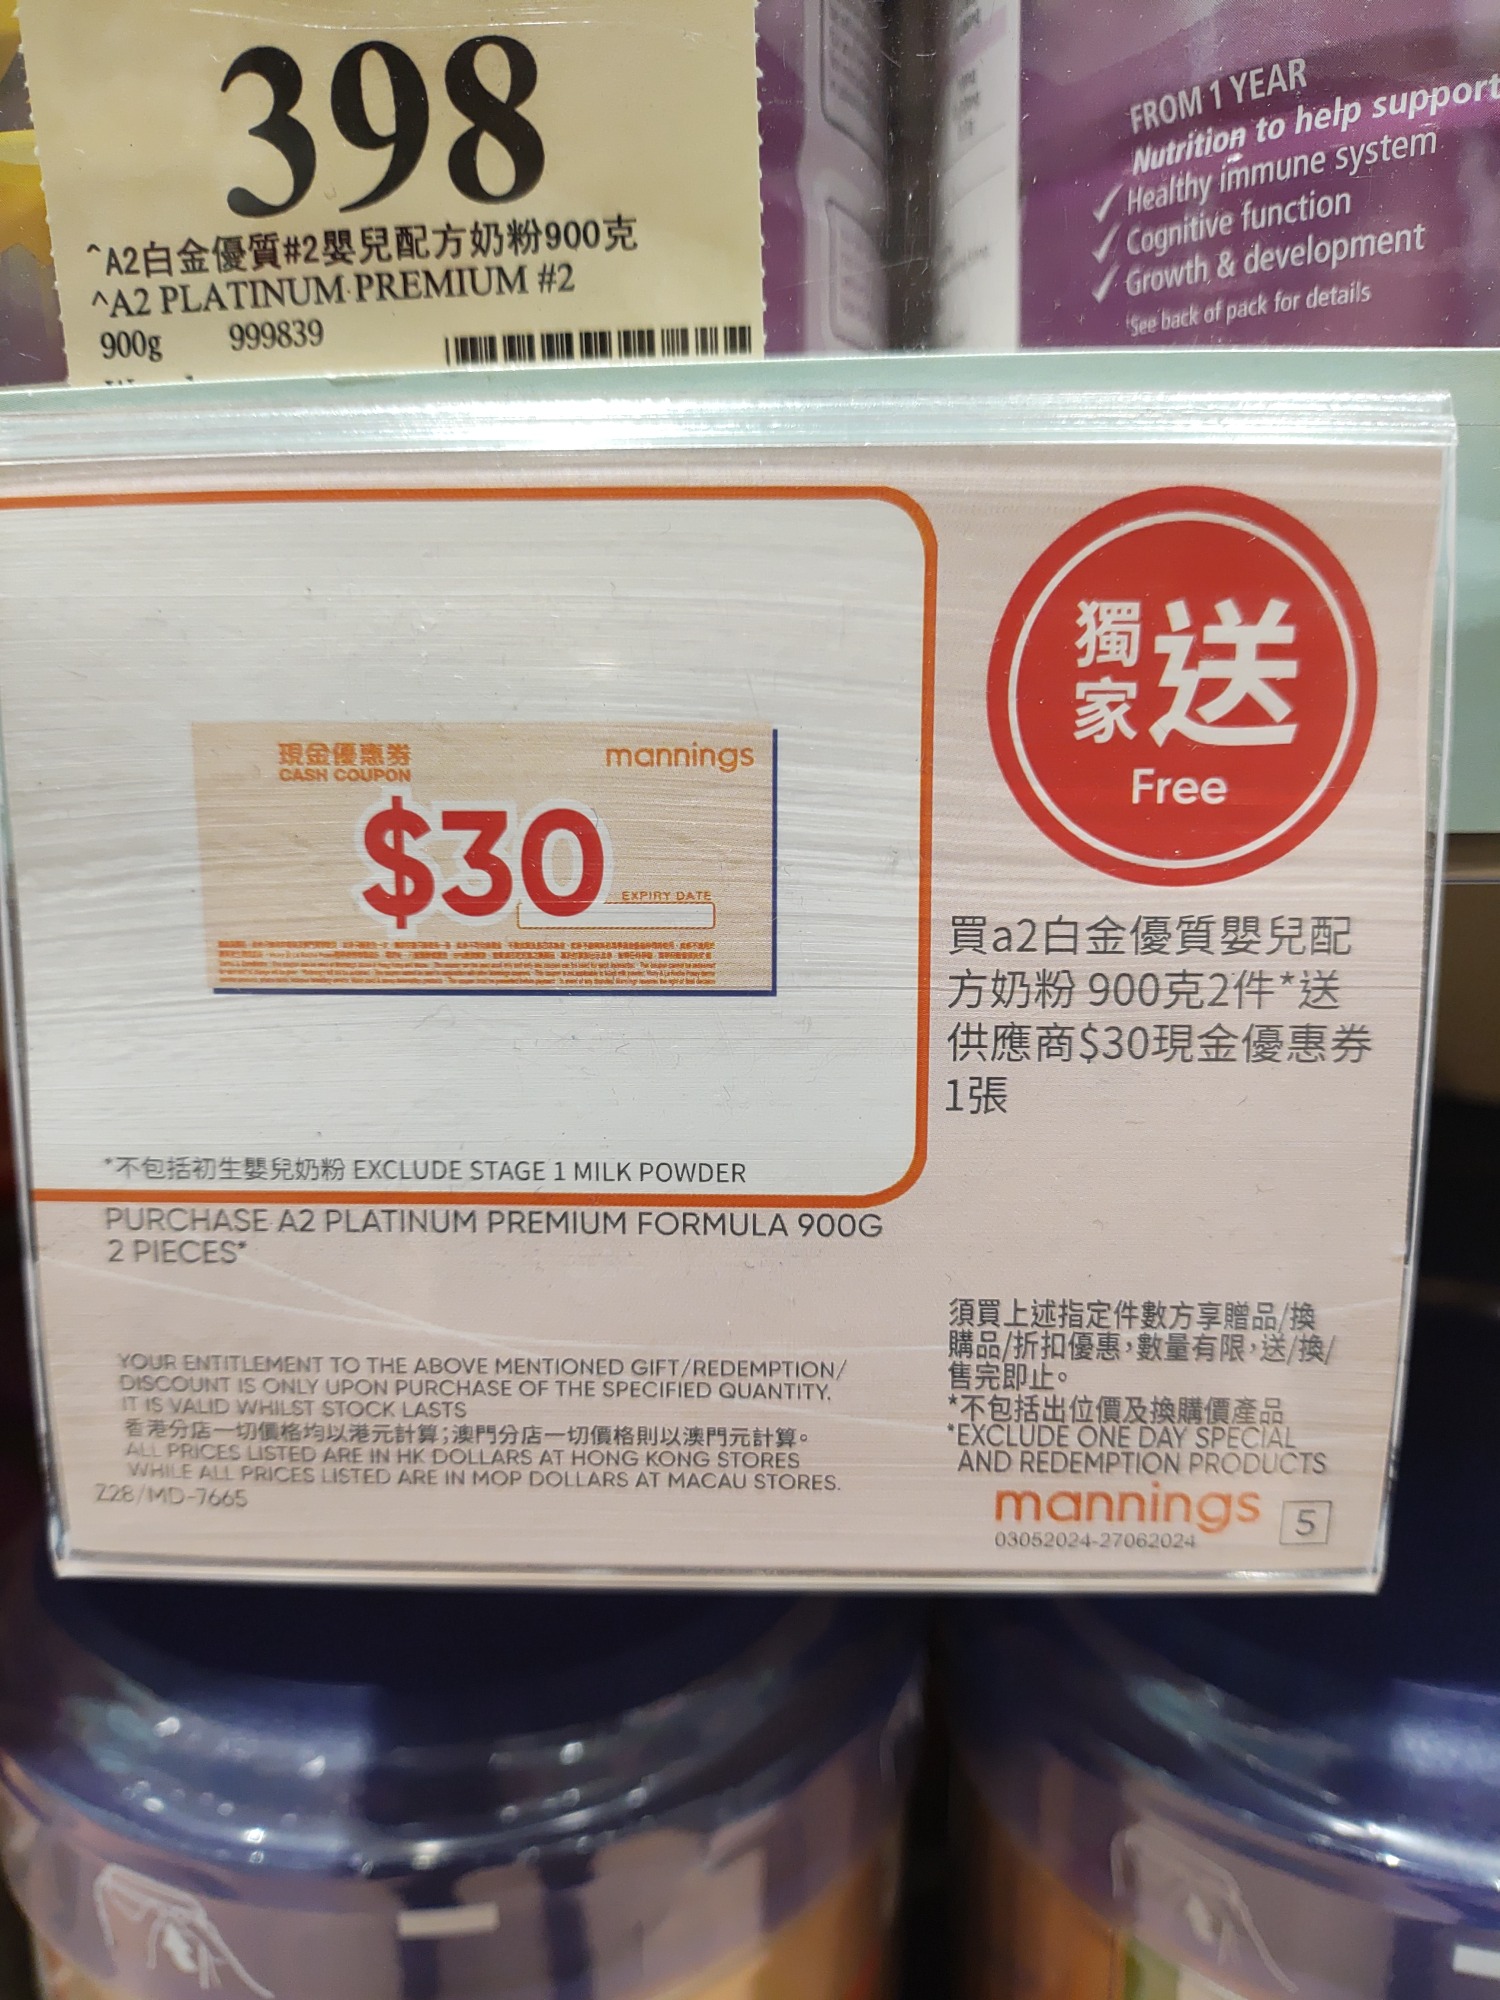 398
^A2白金優質#2嬰兒配方奶粉900克
^A2 PLATINUM PREMIUM #2
900g 999839
FROM 1 YEAR
Nutrition to help support
✓ Healthy immune system
✓ Cognitive function
✓ Growth & development
See back of pack for details
現金優惠券
CASH COUPON
mannings
$30
EXPIRY DATE
獨家送
Free
買a2白金優質嬰兒配
方奶粉 900克2件*送
供應商$30現金優惠券
1張
*不包括初生嬰兒奶粉 EXCLUDE STAGE 1 MILK POWDER
PURCHASE A2 PLATINUM PREMIUM FORMULA 900G
2 PIECES*
YOUR ENTITLEMENT TO THE ABOVE MENTIONED GIFT/REDEMPTION/
DISCOUNT IS ONLY UPON PURCHASE OF THE SPECIFIED QUANTITY.
IT IS VALID WHILST STOCK LASTS
香港分店一切價格均以港元計算;澳門分店一切價格則以澳門元計算。
ALL PRICES LISTED ARE IN HK DOLLARS AT HONG KONG STORES
WHILE ALL PRICES LISTED ARE IN MOP DOLLARS AT MACAU STORES.
Z28/MD-7665
須買上述指定件數方享贈品/換
購品/折扣優惠，數量有限，送/換/
售完即止。
*不包括出位價及換購價產品
*EXCLUDE ONE DAY SPECIAL
AND REDEMPTION PRODUCTS
mannings 5
03052024-27062024